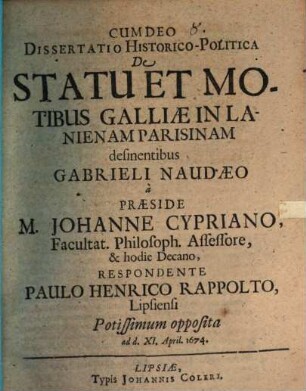 CUM DEO
DISSERTATIO HISTORICO-POLITICA
De
STATU ET MO-
TIBUS GALLIÆ IN LA-
NIENAM PARISINAM
desinentibus
GABRIELI NAUDÆO
à
PRÆSIDE
M. JOHANNE CYPRIANO,
Facultat. Philosoph. Assessore,
& hodie Decano,
RESPONDENTE
PAULO HENRICO RAPPOLTO,
Lipsiensi
Potissimum opposita
ad d. XI. April. 1674.
LIPSIÆ,
Typis JOHANNIS COLERI.